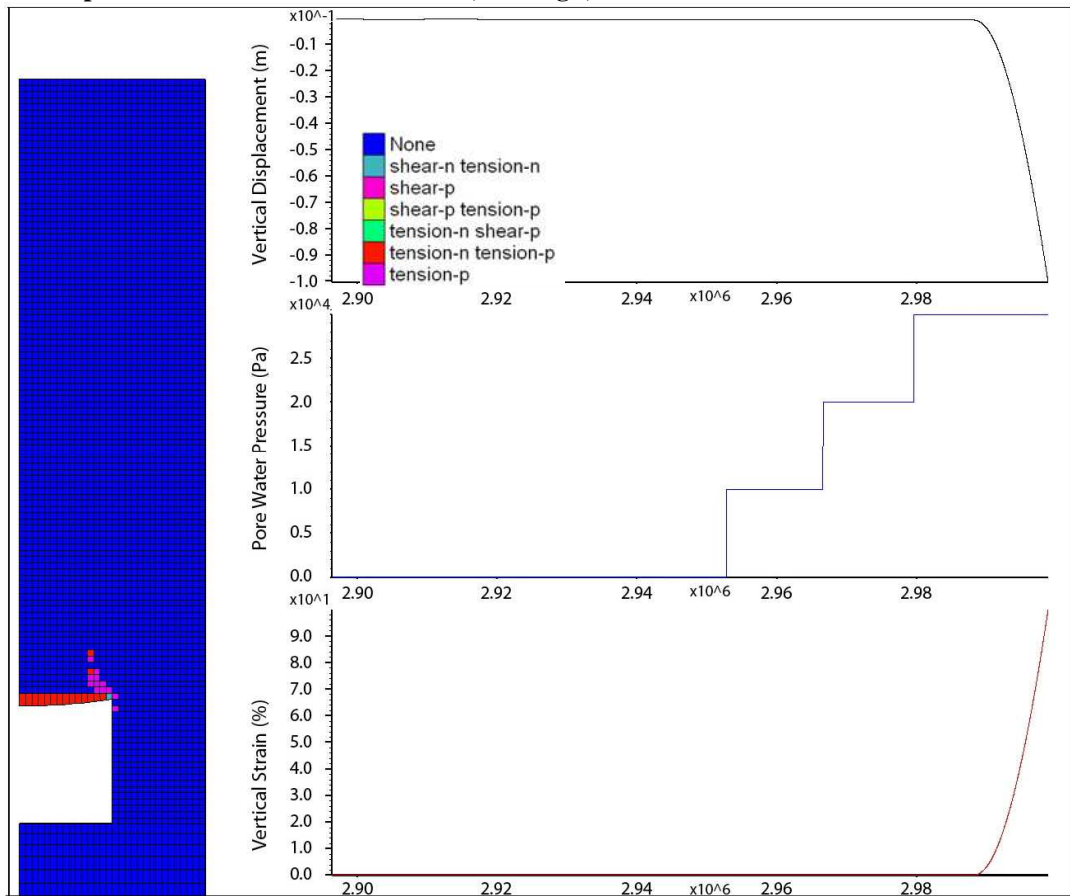 x10^-1
-0.1
-0.2
-0.3
-0.4
-0.5
-0.6
-0.7
-0.8
-0.9
-1.0
Vertical Displacement (m)
None
shear-n tension-n
shear-p
shear-p tension-p
tension-n shear-p
tension-n tension-p
tension-p
2.90 2.92 2.94 x10^6 2.96 2.98
x10^4
2.5
2.0
1.5
1.0
0.5
0.0
Pore Water Pressure (Pa)
2.90 2.92 2.94 x10^6 2.96 2.98
x10^1
9.0
8.0
7.0
6.0
5.0
4.0
3.0
2.0
1.0
0.0
Vertical Strain (%)
2.90 2.92 2.94 x10^6 2.96 2.98